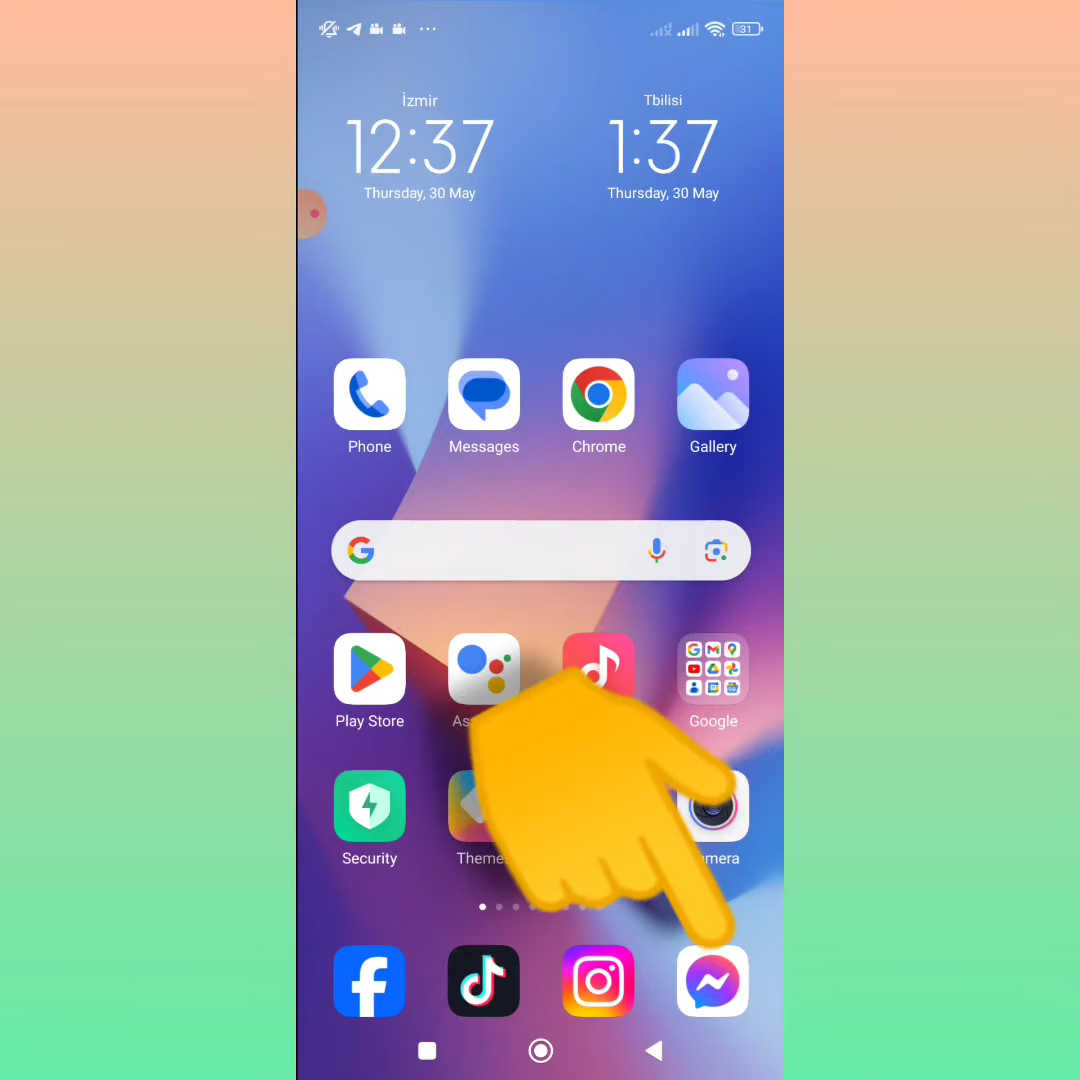 31
İzmir
Tbilisi
12:37
1:37
Thursday, 30 May
Thursday, 30 May
Phone
Messages
Chrome
Gallery
Play Store
Google
Security